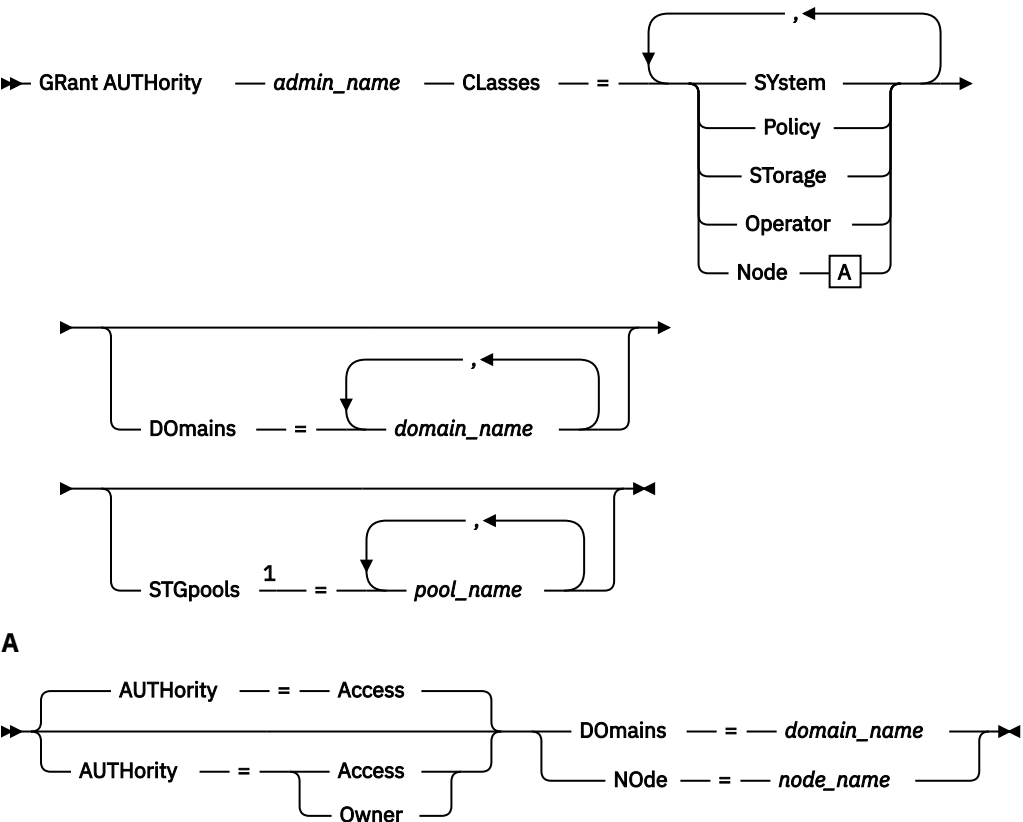 ,
GRant AUTHority admin_name CLasses = SYstem
Policy
STorage
Operator
Node A
,
DOmains = domain_name
,
STGpools 1 = pool_name
A
AUTHority = Access
DOmains = domain_name
AUTHority = Access
NOde = node_name
Owner